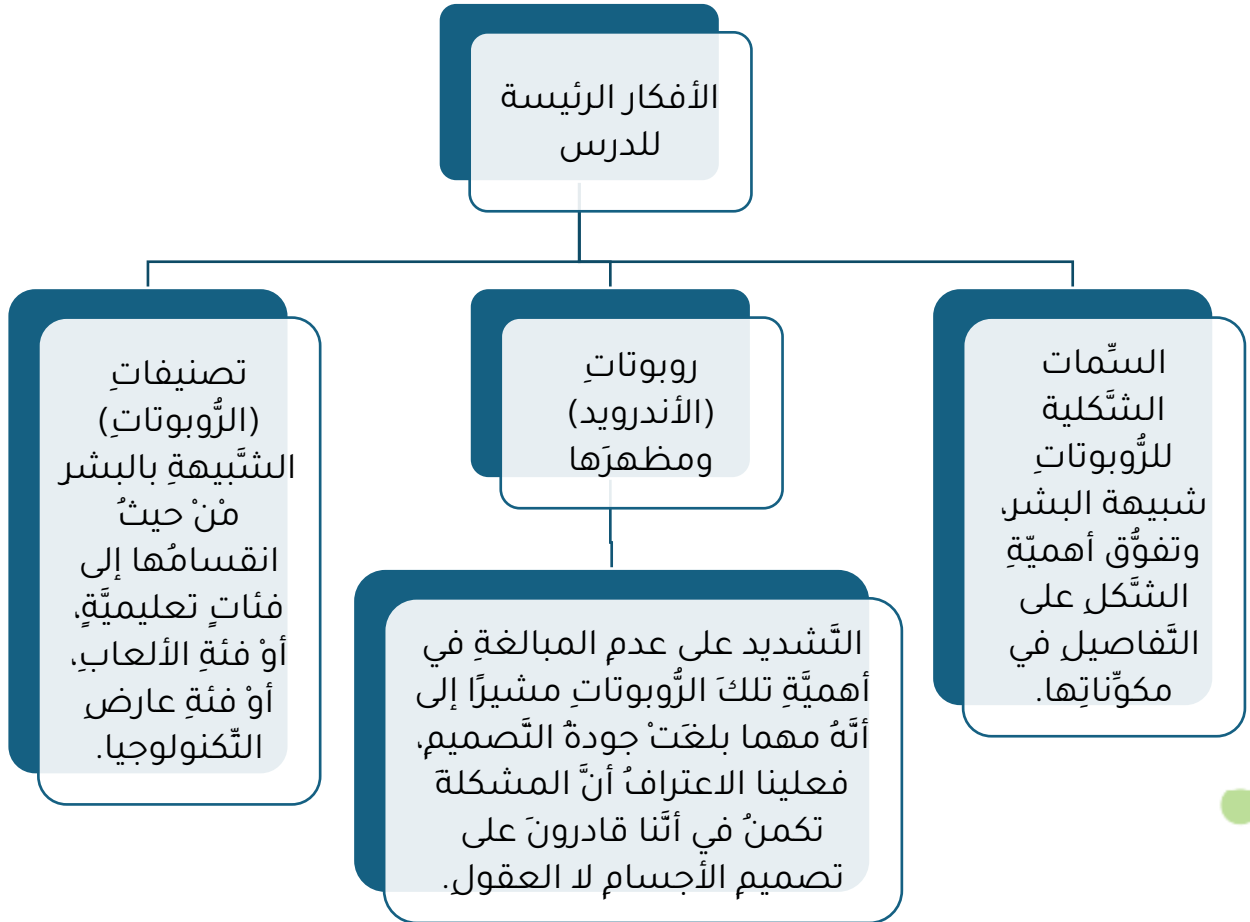 الأفكار الرئيسة
للدرس
السِّمات
الشَّكلية
للرُّوبوتاتِ
شبيهة البشرِ،
وتفوُّق أهميّةِ
الشَّكلِ على
التَّفاصيلِ في
مكوِّناتِها.
روبوتاتِ
(الأندرويد)
ومظهرَها
التَّشديد على عدمِ المبالغةِ في
أهميَّةِ تلكَ الرُّوبوتاتِ مشيرًا إلى
أنَّهُ مهما بلغَتْ جودةُ التَّصميمِ،
فعلينا الاعترافُ أنَّ المشكلةَ
تكمنُ في أنَّنا قادرونَ على
تصميمِ الأجسامِ لا العقولِ.
تصنيفاتِ
(الرُّوبوتاتِ)
الشَّبيهةِ بالبشرِ
مْنْ حيثُ
انقسامُها إلى
فئاتٍ تعليميَّةٍ،
أوْ فئةِ الألعابِ،
أوْ فئةِ عارضِ
التّكنولوجيا.